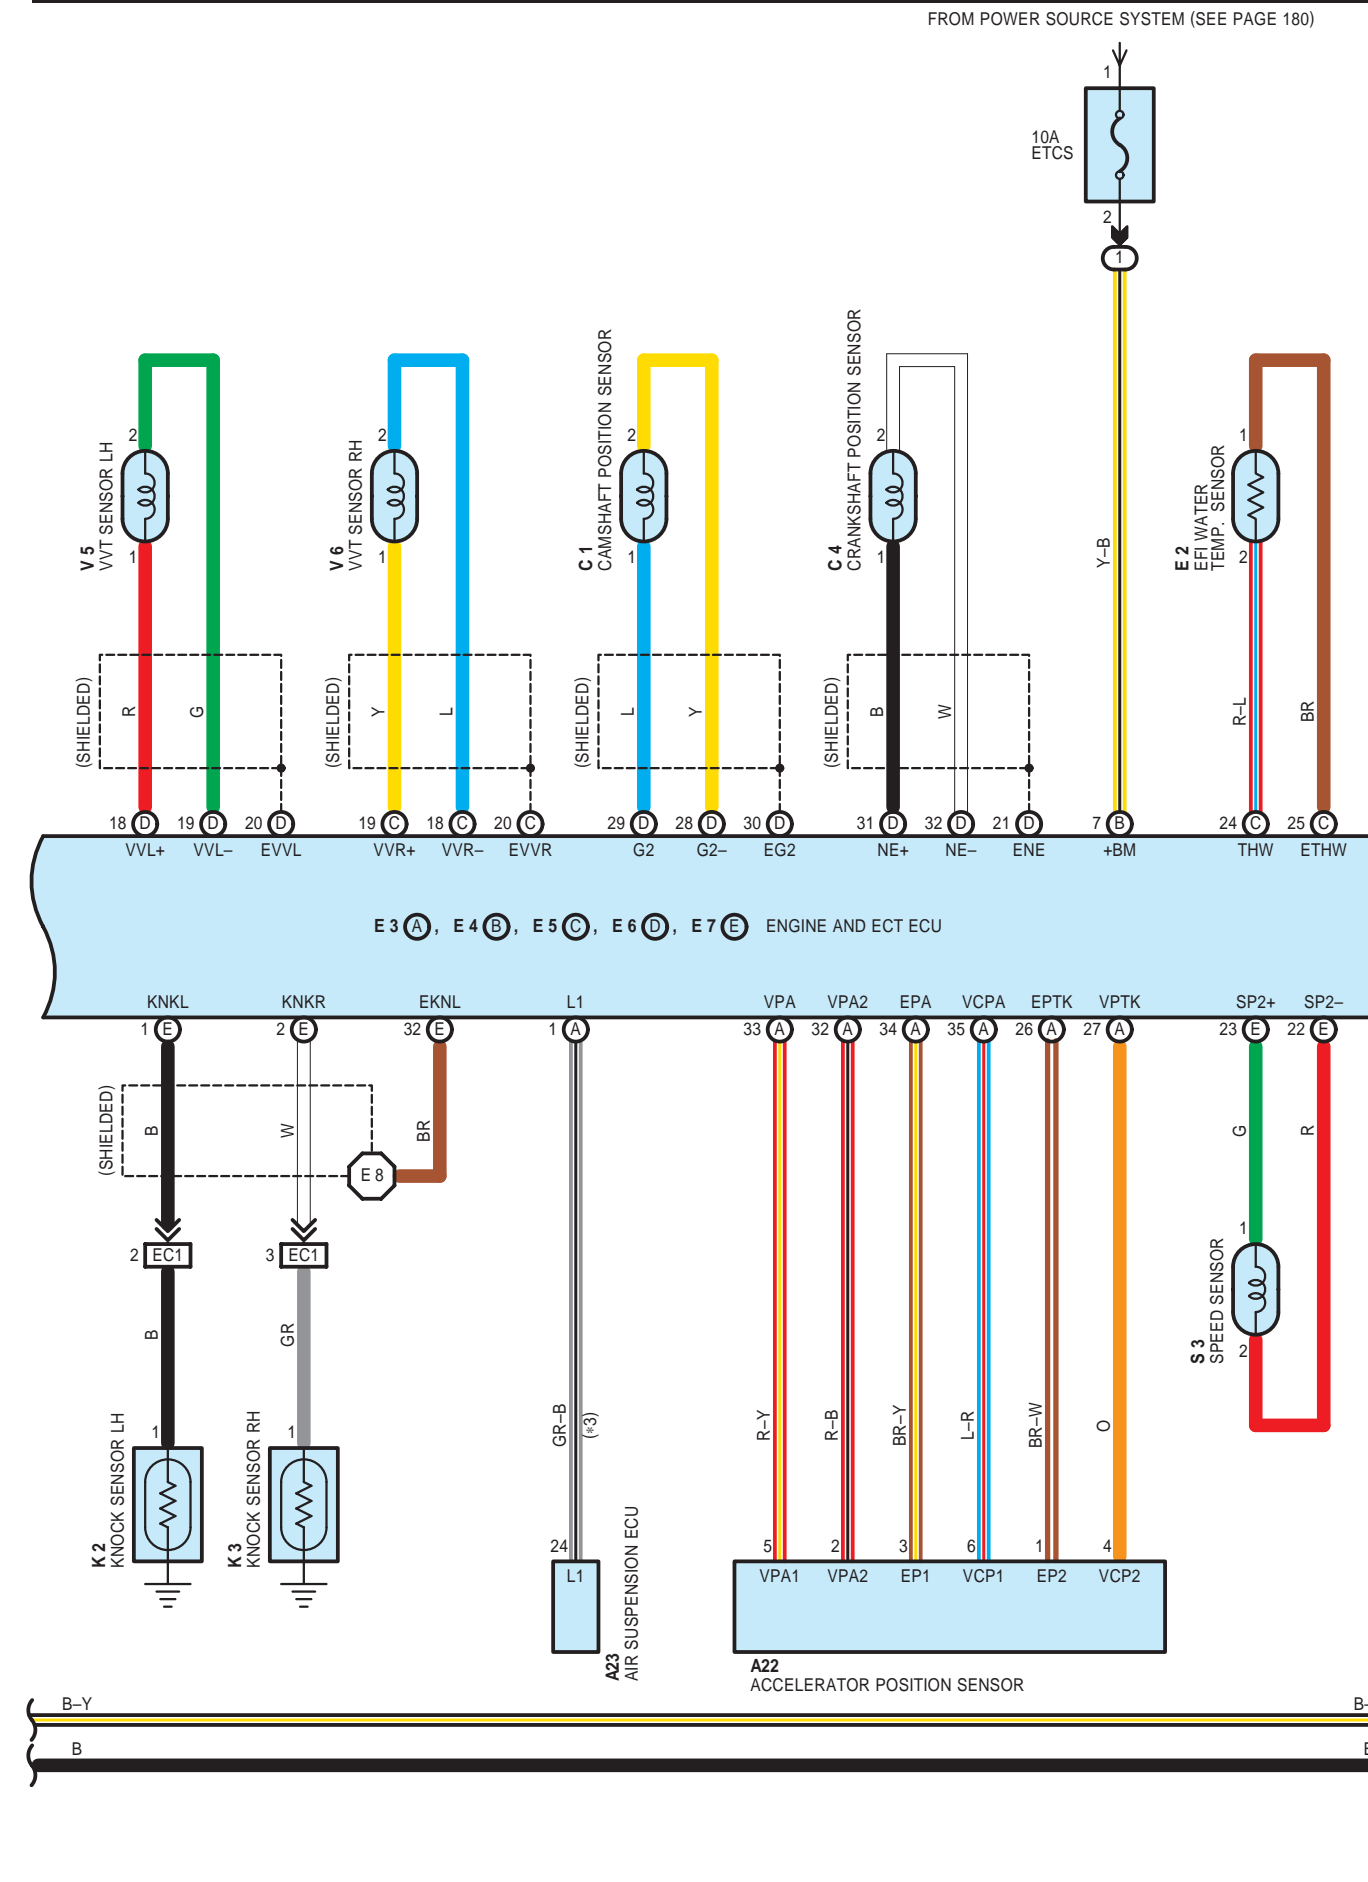 FROM POWER SOURCE SYSTEM (SEE PAGE 180)
1
10A
ETCS
2
1
2
1
V 5
VVT SENSOR LH
2
1
V 6
VVT SENSOR RH
2
1
C 1
CAMSHAFT POSITION SENSOR
2
1
C 4
CRANKSHAFT POSITION SENSOR
Y–B
1
2
E 2
EFI WATER
TEMP. SENSOR
(SHIELDED)
R
G
(SHIELDED)
Y
L
(SHIELDED)
L
Y
(SHIELDED)
B
W
R–L
BR
18 D 19 D 20 D 19 C 18 C 20 C 29 D 28 D 30 D 31 D 32 D 21 D 7 B 24 C 25 C
VVL+ VVL– EVVL VVR+ VVR– EVVR G2 G2– EG2 NE+ NE– ENE +BM THW ETHW
E 3 A , E 4 B , E 5 C , E 6 D , E 7 E ENGINE AND ECT ECU
KNKL KNKR EKNL L1 VPA VPA2 EPA VCPA EPTK VPTK SP2+ SP2–
1 E 2 E 32 E 1 A 33 A 32 A 34 A 35 A 26 A 27 A 23 E 22 E
(SHIELDED)
B
W
BR
E 8
G
R
2 EC1 3 EC1
1
2
S 3
SPEED SENSOR
B
GR
GR–B
(*3)
R–Y
R–B
BR–Y
L–R
BR–W
O
1
K 2
KNOCK SENSOR LH
1
K 3
KNOCK SENSOR RH
24
L1
A23
AIR SUSPENSION ECU
5 2 3 6 1 4
VPA1 VPA2 EP1 VCP1 EP2 VCP2
A22
ACCELERATOR POSITION SENSOR
B–Y
B